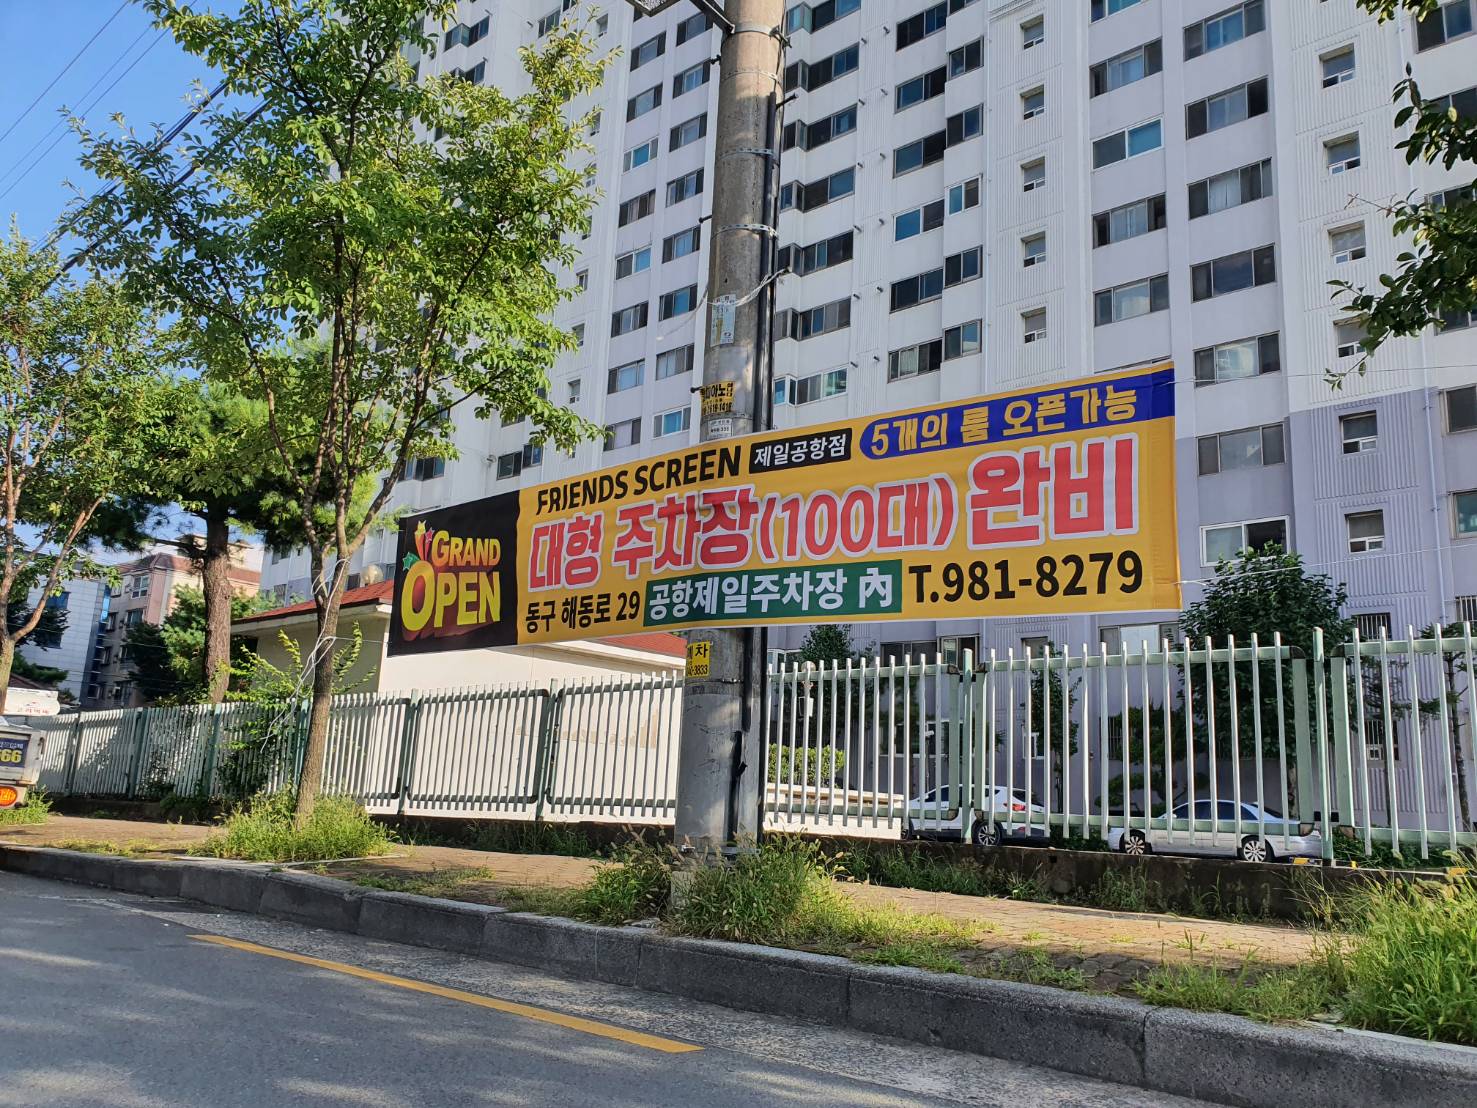 GRAND
OPEN
FRIENDS SCREEN 제일공항점 5개의 룸 오픈가능
대형 주차장(100대) 완비
동구 해동로 29 공항제일주차장 內 T.981-8279
66